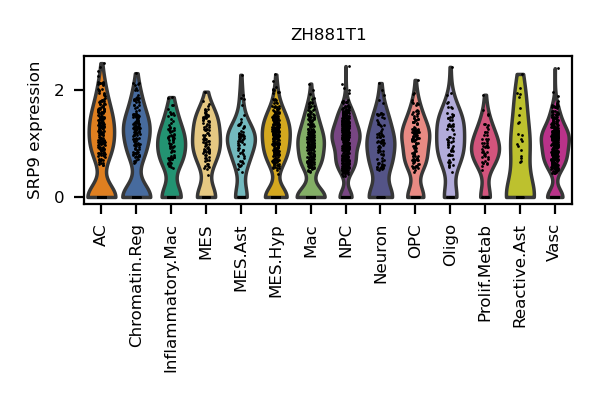 ZH881T1
SRP9 expression
2
0
AC
Chromatin.Reg
Inflammatory.Mac
MES
MES.Ast
MES.Hyp
Mac
NPC
Neuron
OPC
Oligo
Prolif.Metab
Reactive.Ast
Vasc